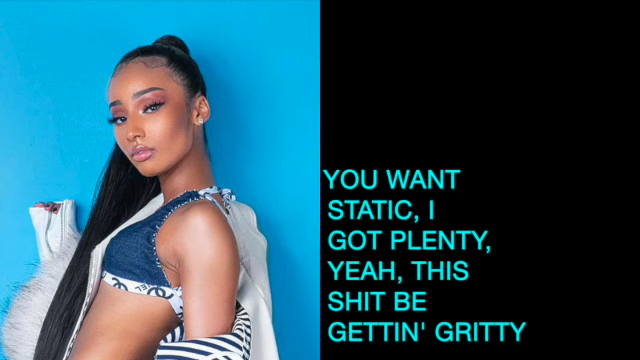 YOU WANT
STATIC, I
GOT PLENTY,
YEAH, THIS
SHIT BE
GETTIN' GRITTY